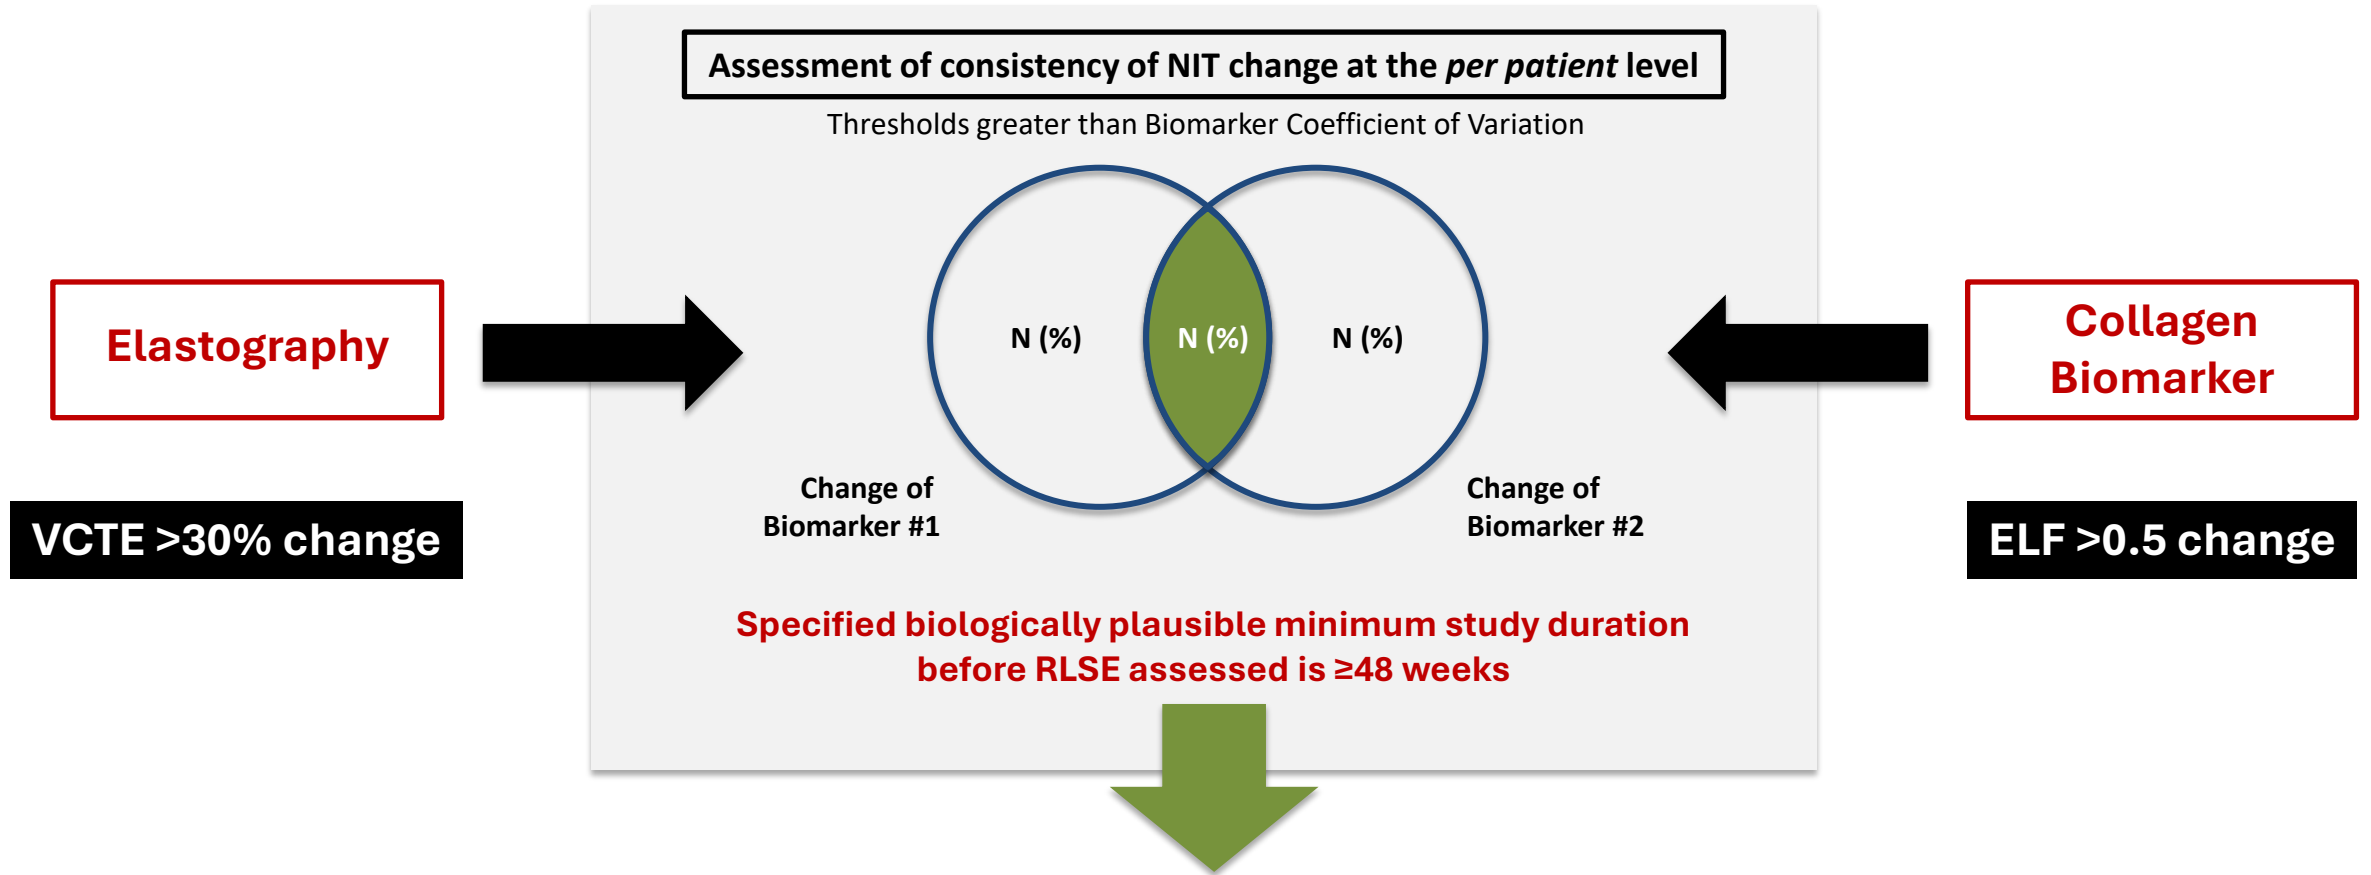 Assessment of consistency of NIT change at the per patient level
Thresholds greater than Biomarker Coefficient of Variation
Elastography
N (%)
N (%)
N (%)
Collagen
Biomarker
Change of
Biomarker #1
Change of
Biomarker #2
VCTE >30% change
ELF >0.5 change
Specified biologically plausible minimum study duration
before RLSE assessed is ≥48 weeks